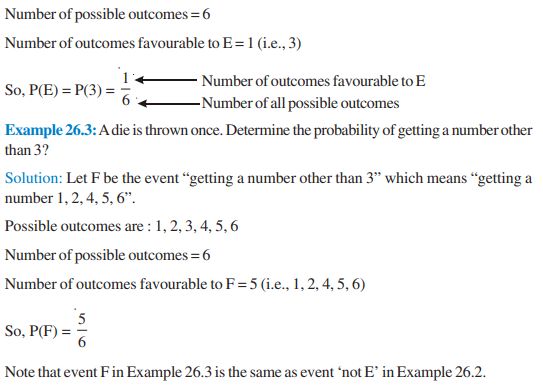 Number of possible outcomes = 6
Number of outcomes favourable to E = 1 (i.e., 3)
So, P(E) = P(3) = 1/6
Number of outcomes favourable to E
Number of all possible outcomes
Example 26.3: A die is thrown once. Determine the probability of getting a number other
than 3?
Solution: Let F be the event “getting a number other than 3” which means “getting a
number 1, 2, 4, 5, 6”.
Possible outcomes are : 1, 2, 3, 4, 5, 6
Number of possible outcomes = 6
Number of outcomes favourable to F = 5 (i.e., 1, 2, 4, 5, 6)
So, P(F) = 5/6
Note that event F in Example 26.3 is the same as event ‘not E’ in Example 26.2.